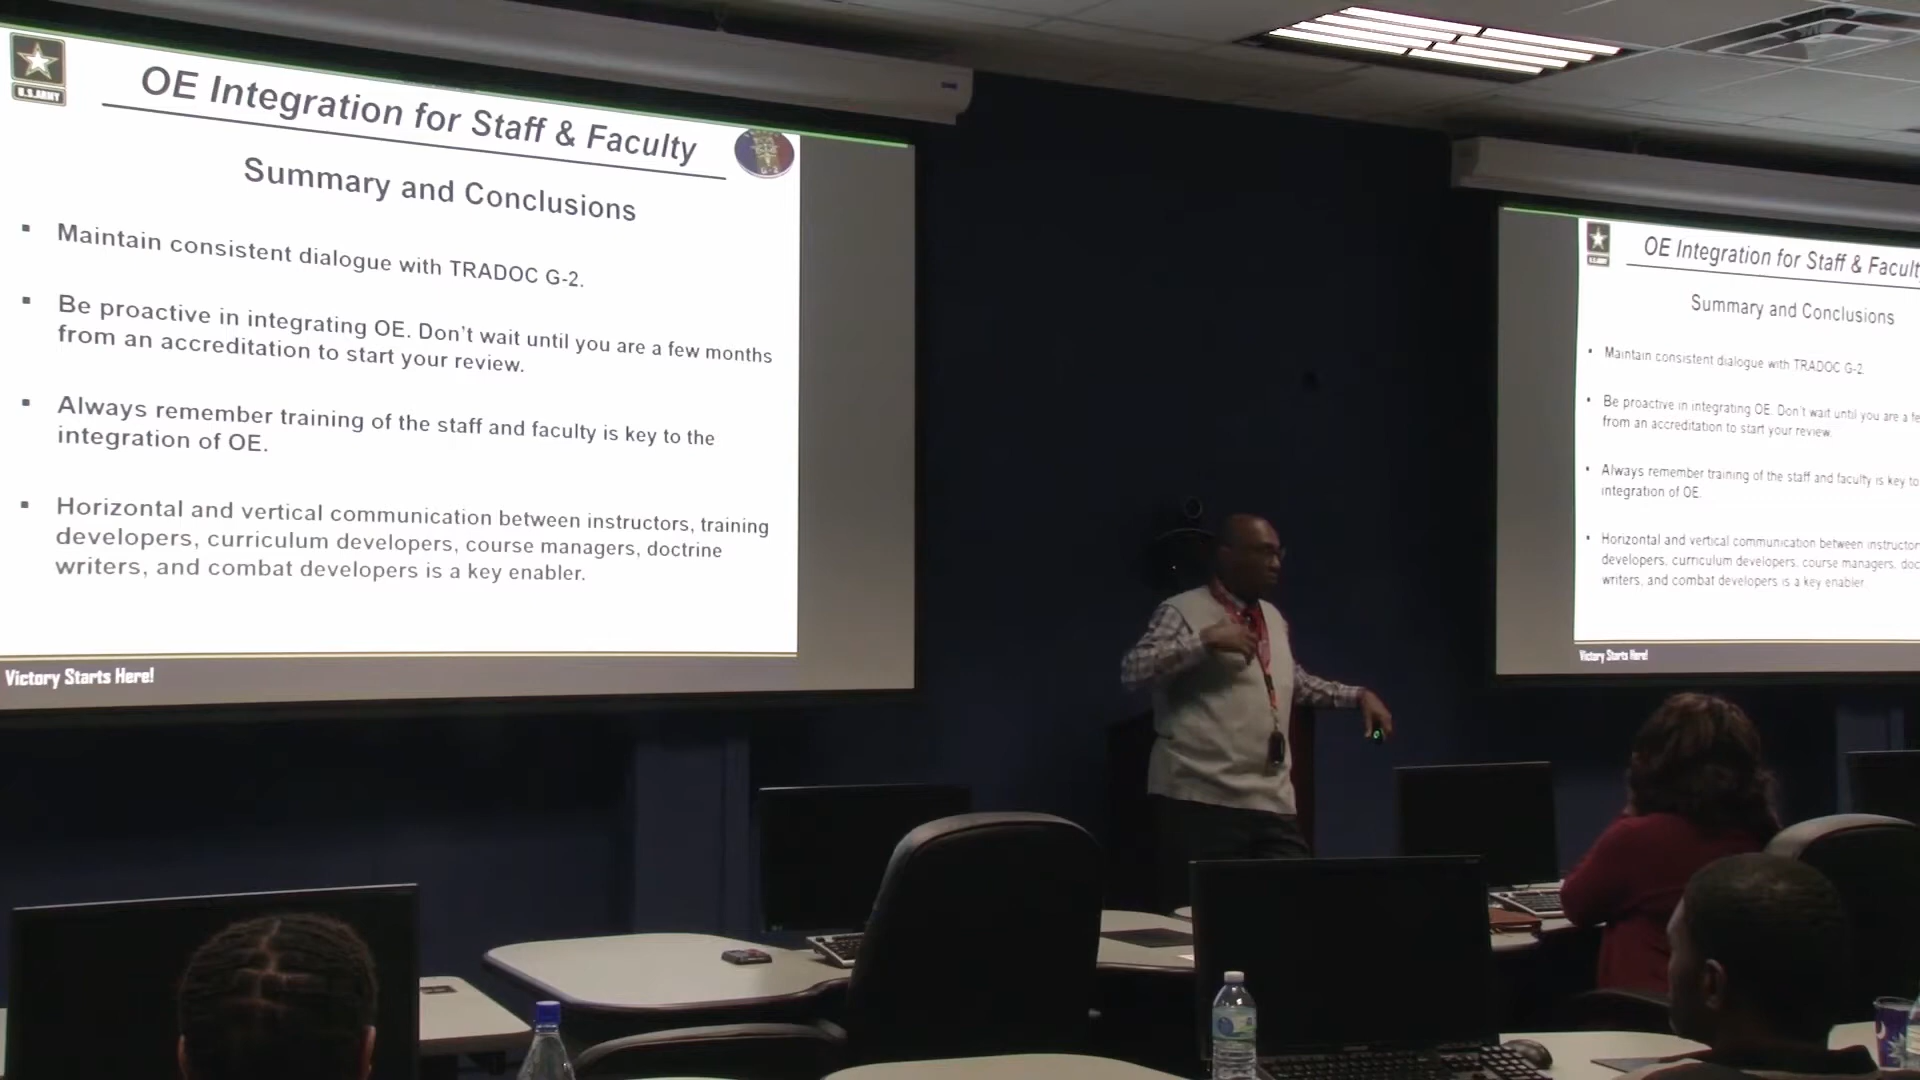 U.S. ARMY
OE Integration for Staff & Faculty
G-2
Summary and Conclusions
▪ Maintain consistent dialogue with TRADOC G-2.
▪ Be proactive in integrating OE. Don't wait until you are a few months
from an accreditation to start your review.
▪ Always remember training of the staff and faculty is key to the
integration of OE.
▪ Horizontal and vertical communication between instructors, training
developers, curriculum developers, course managers, doctrine
writers, and combat developers is a key enabler.
Victory Starts Here!
U.S. ARMY
OE Integration for Staff & Facult
Summary and Conclusions
• Maintain consistent dialogue with TRADOC G-2.
• Be proactive in integrating OE. Don't wait until you are a fe
from an accreditation to start your review.
• Always remember training of the staff and faculty is key to
integration of OE.
• Horizontal and vertical communication between instructor
developers, curriculum developers, course managers, doc
writers, and combat developers is a key enabler.
Victory Starts Here!